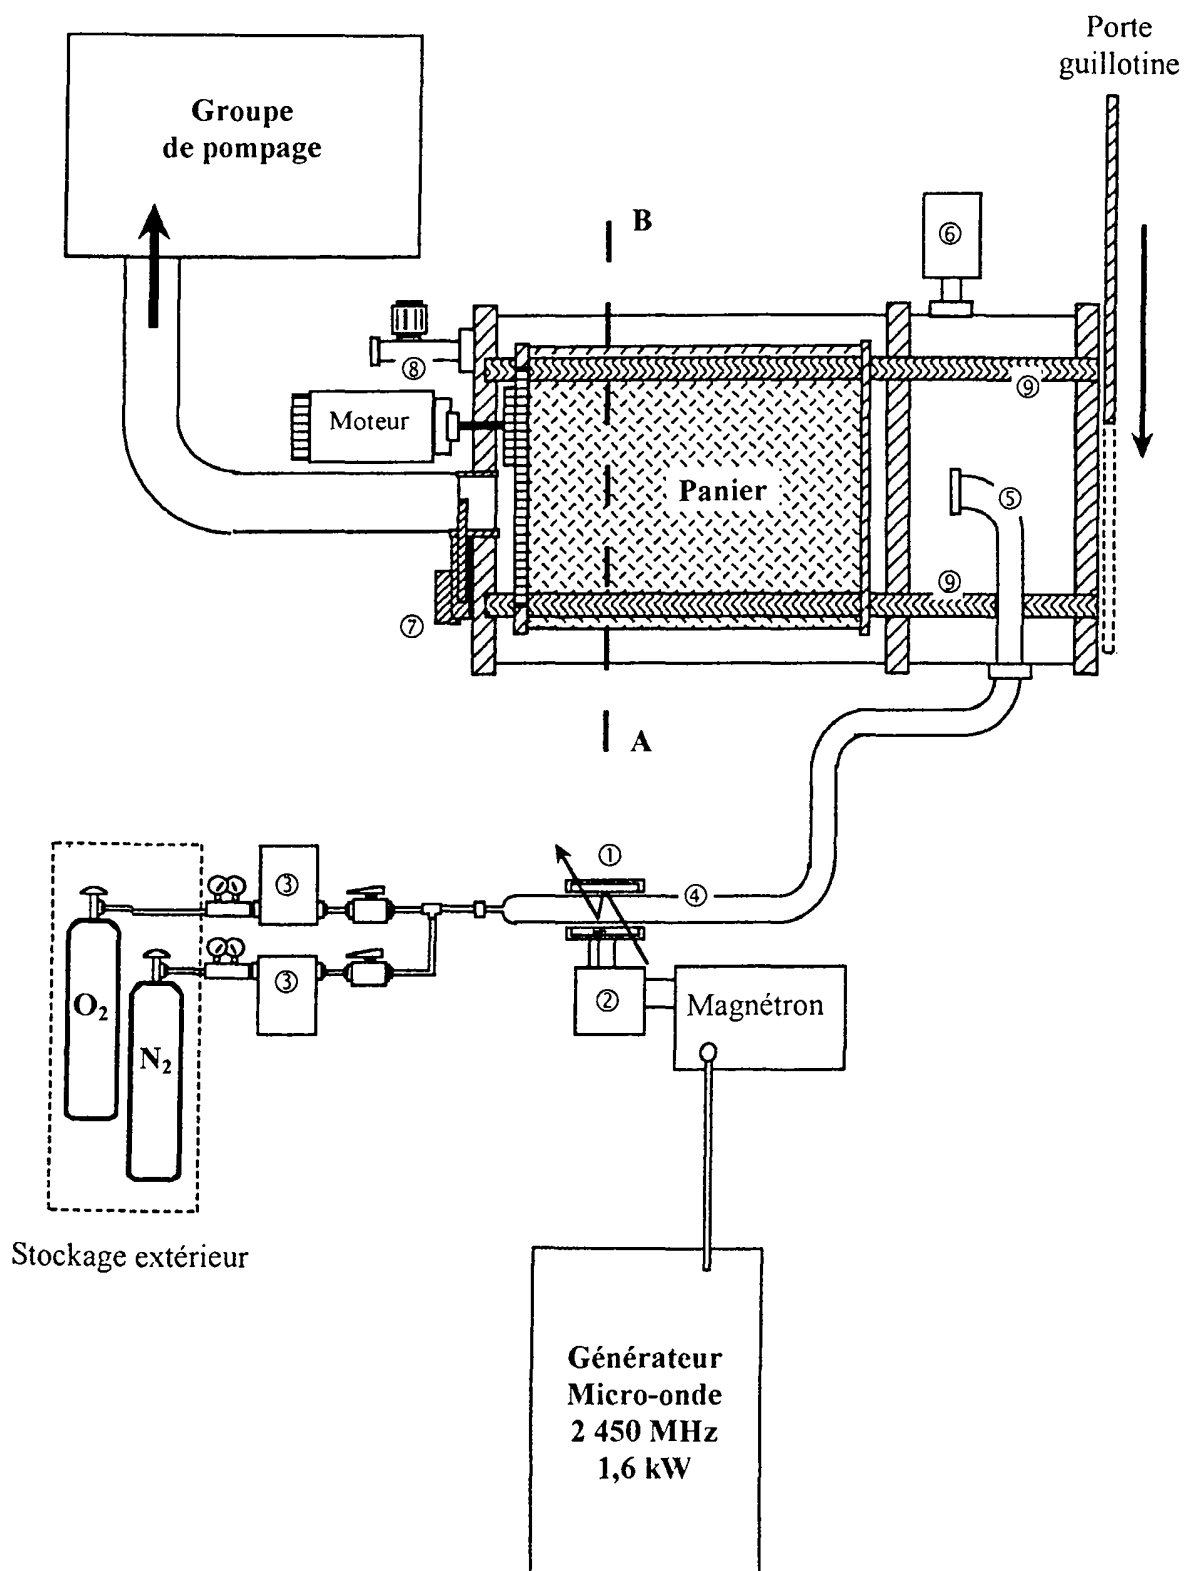 Porte
guillotine
Groupe
de pompage
B
⑥
⑧
⑨
Moteur
Panier
⑤
⑨
⑦
A
①
③
④
③
②
Magnétron
O₂
N₂
Stockage extérieur
Générateur
Micro-onde
2 450 MHz
1,6 kW